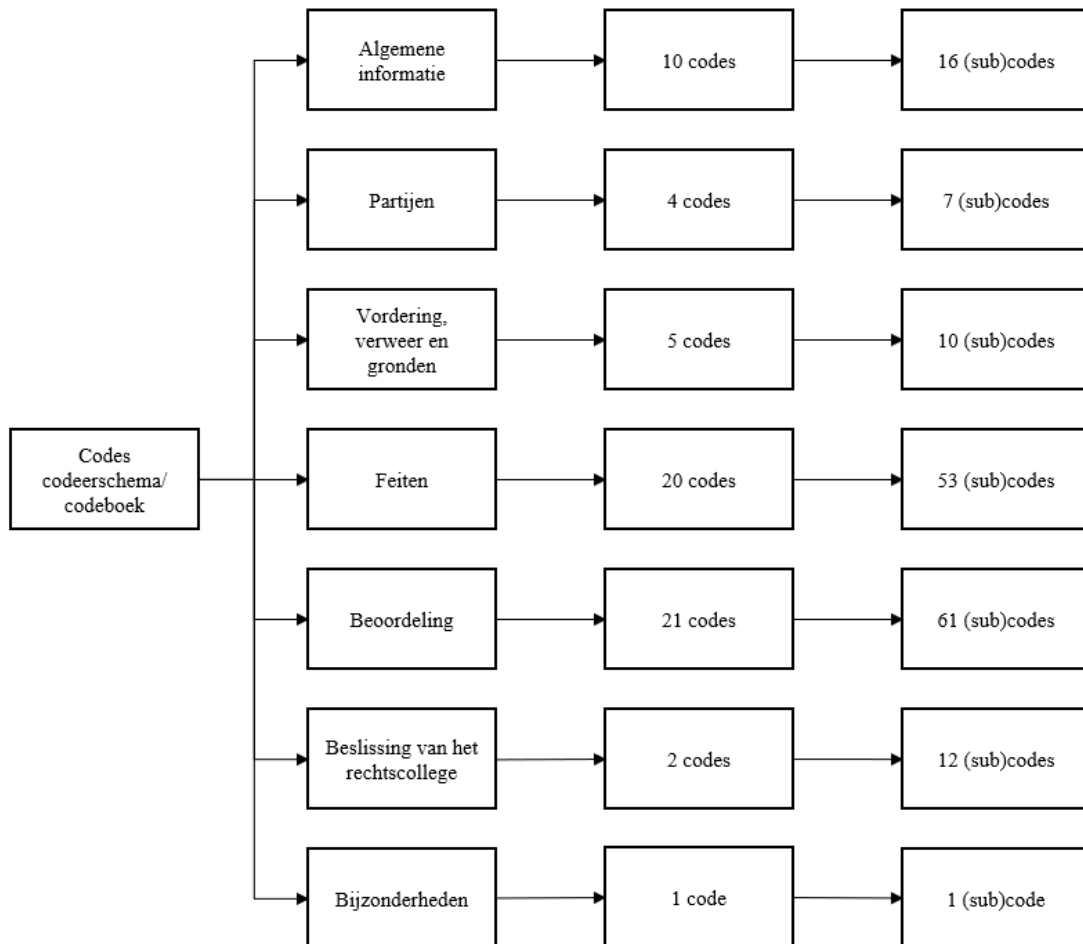 Algemene
informatie
10 codes
16 (sub)codes
Partijen
4 codes
7 (sub)codes
Vordering,
verweer en
gronden
5 codes
10 (sub)codes
Codes
codeerschema/
codeboek
Feiten
20 codes
53 (sub)codes
Beoordeling
21 codes
61 (sub)codes
Beslissing van het
rechtscollege
2 codes
12 (sub)codes
Bijzonderheden
1 code
1 (sub)code